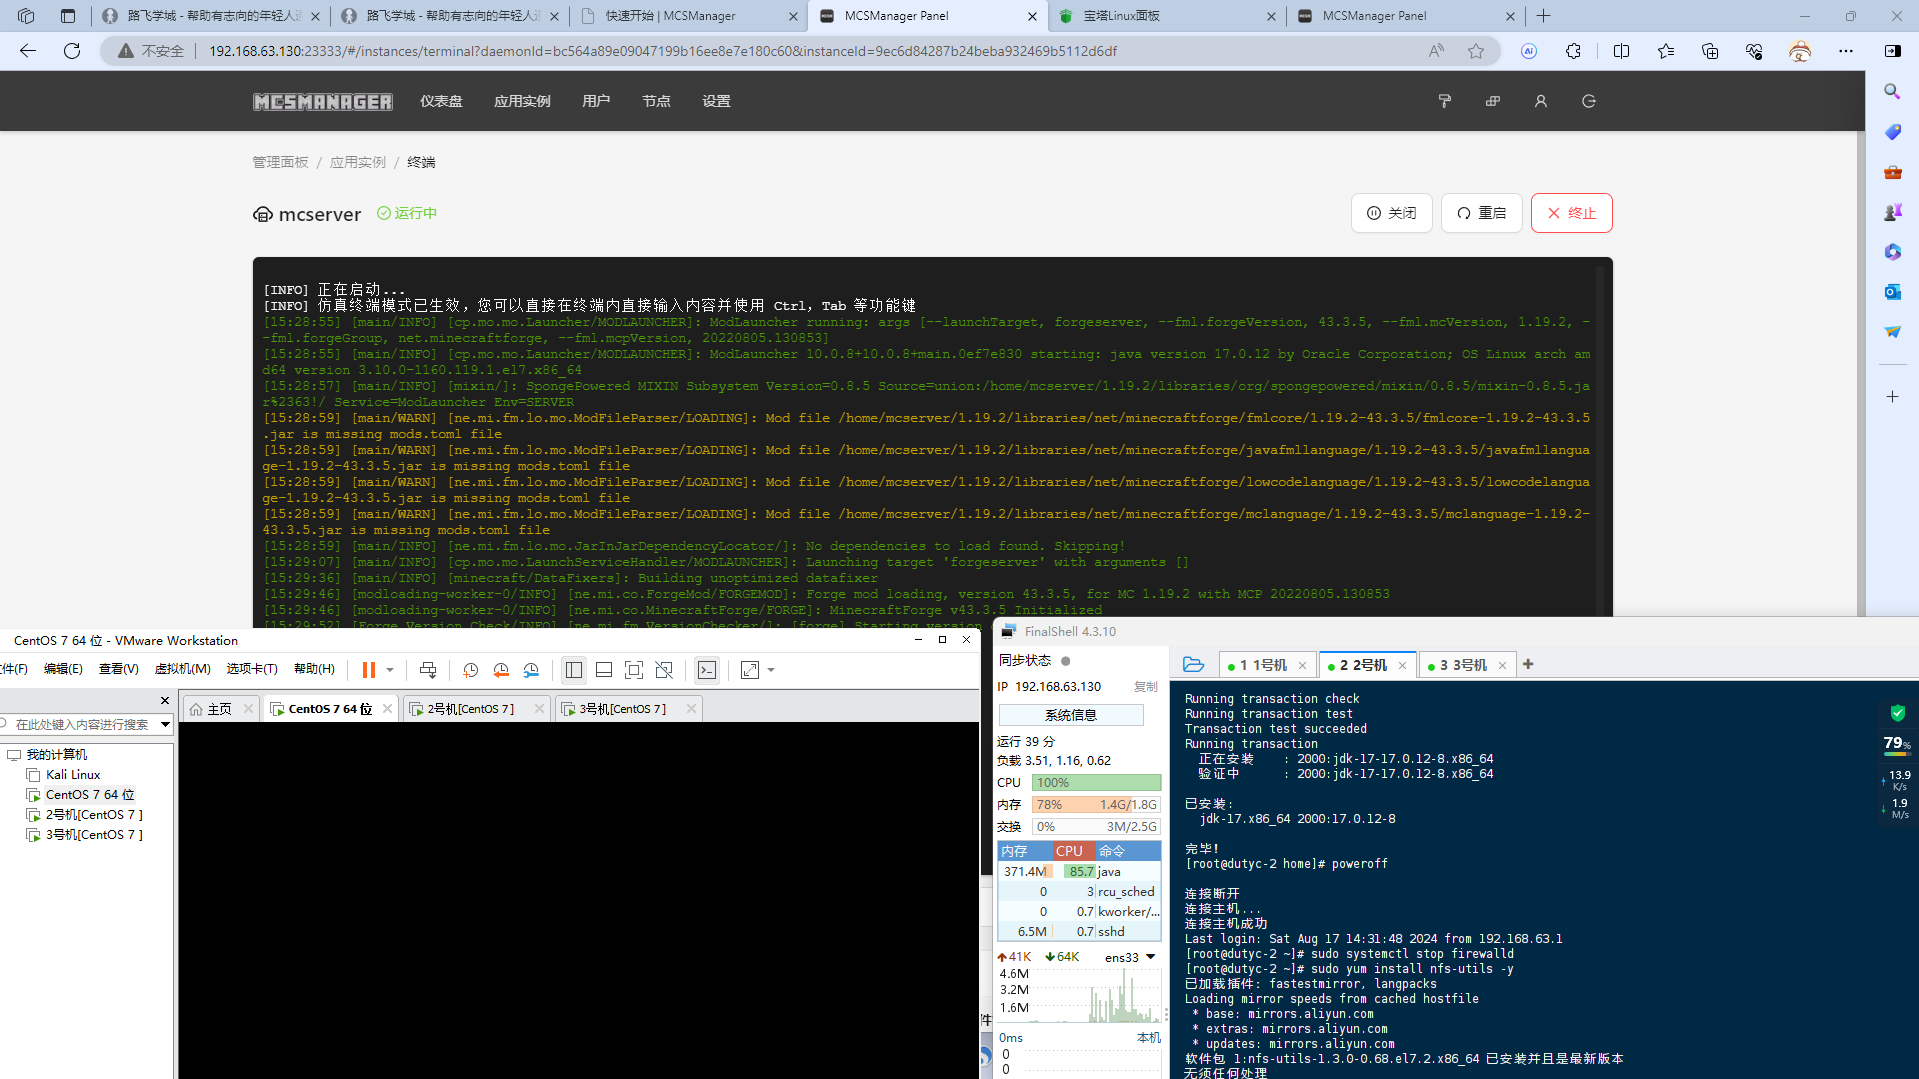 路飞学城 - 帮助有志向的年轻人
路飞学城 - 帮助有志向的年轻人
快速开始 | MCSManager
MCSManager Panel
宝塔Linux面板
MCSManager Panel
不安全
192.168.63.130:23333/#/instances/terminal?daemonId=bc564a89e09047199b16ee8e7e180c60&instanceId=9ec6d84287b24beba932469b5112d6df
MCSMANAGER
仪表盘
应用实例
用户
节点
设置
管理面板 / 应用实例 / 终端
mcserver
运行中
关闭
重启
终止
[INFO] 正在启动...
[INFO] 仿真终端模式已生效，您可以直接在终端内直接输入内容并使用 Ctrl，Tab 等功能键
[15:28:55] [main/INFO] [cp.mo.mo.Launcher/MODLAUNCHER]: ModLauncher running: args [--launchTarget, forgeserver, --fml.forgeVersion, 43.3.5, --fml.mcVersion, 1.19.2, -
-fml.forgeGroup, net.minecraftforge, --fml.mcpVersion, 20220805.130853]
[15:28:55] [main/INFO] [cp.mo.mo.Launcher/MODLAUNCHER]: ModLauncher 10.0.8+10.0.8+main.0ef7e830 starting: java version 17.0.12 by Oracle Corporation; OS Linux arch am
d64 version 3.10.0-1160.119.1.el7.x86_64
[15:28:57] [main/INFO] [mixin/]: SpongePowered MIXIN Subsystem Version=0.8.5 Source=union:/home/mcserver/1.19.2/libraries/org/spongepowered/mixin/0.8.5/mixin-0.8.5.ja
r%2363!/ Service=ModLauncher Env=SERVER
[15:28:59] [main/WARN] [ne.mi.fm.lo.mo.ModFileParser/LOADING]: Mod file /home/mcserver/1.19.2/libraries/net/minecraftforge/fmlcore/1.19.2-43.3.5/fmlcore-1.19.2-43.3.5
.jar is missing mods.toml file
[15:28:59] [main/WARN] [ne.mi.fm.lo.mo.ModFileParser/LOADING]: Mod file /home/mcserver/1.19.2/libraries/net/minecraftforge/javafmllanguage/1.19.2-43.3.5/javafmllangua
ge-1.19.2-43.3.5.jar is missing mods.toml file
[15:28:59] [main/WARN] [ne.mi.fm.lo.mo.ModFileParser/LOADING]: Mod file /home/mcserver/1.19.2/libraries/net/minecraftforge/lowcodelanguage/1.19.2-43.3.5/lowcodelangua
ge-1.19.2-43.3.5.jar is missing mods.toml file
[15:28:59] [main/WARN] [ne.mi.fm.lo.mo.ModFileParser/LOADING]: Mod file /home/mcserver/1.19.2/libraries/net/minecraftforge/mclanguage/1.19.2-43.3.5/mclanguage-1.19.2-
43.3.5.jar is missing mods.toml file
[15:28:59] [main/INFO] [ne.mi.fm.lo.mo.JarInJarDependencyLocator/]: No dependencies to load found. Skipping!
[15:29:07] [main/INFO] [cp.mo.mo.LaunchServiceHandler/MODLAUNCHER]: Launching target 'forgeserver' with arguments []
[15:29:36] [main/INFO] [minecraft/DataFixers]: Building unoptimized datafixer
[15:29:46] [modloading-worker-0/INFO] [ne.mi.co.ForgeMod/FORGEMOD]: Forge mod loading, version 43.3.5, for MC 1.19.2 with MCP 20220805.130853
[15:29:46] [modloading-worker-0/INFO] [ne.mi.co.MinecraftForge/FORGE]: MinecraftForge v43.3.5 Initialized
[15:29:52] [Forge Version Check/INFO] [ne.mi.fm.VersionChecker/]: [forge] Starting version
CentOS 7 64 位 - VMware Workstation
件(F) 编辑(E) 查看(V) 虚拟机(M) 选项卡(T) 帮助(H)
在此处键入内容进行搜索
我的计算机
Kali Linux
CentOS 7 64 位
2号机[CentOS 7 ]
3号机[CentOS 7 ]
主页
CentOS 7 64 位
2号机[CentOS 7 ]
3号机[CentOS 7 ]
FinalShell 4.3.10
同步状态
IP 192.168.63.130 复制
系统信息
运行 39 分
负载 3.51, 1.16, 0.62
CPU 100%
内存 78% 1.4G/1.8G
交换 0% 3M/2.5G
内存 CPU 命令
371.4M 85.7 java
0 3 rcu_sched
0 0.7 kworker/...
6.5M 0.7 sshd
41K 64K ens33
4.6M
3.2M
1.6M
0ms 本机
0
0
1 1号机
2 2号机
3 3号机
Running transaction check
Running transaction test
Transaction test succeeded
Running transaction
正在安装 : 2000:jdk-17-17.0.12-8.x86_64
验证中 : 2000:jdk-17-17.0.12-8.x86_64
已安装:
jdk-17.x86_64 2000:17.0.12-8
完毕！
[root@dutyc-2 home]# poweroff
连接断开
连接主机...
连接主机成功
Last login: Sat Aug 17 14:31:48 2024 from 192.168.63.1
[root@dutyc-2 ~]# sudo systemctl stop firewalld
[root@dutyc-2 ~]# sudo yum install nfs-utils -y
已加载插件: fastestmirror, langpacks
Loading mirror speeds from cached hostfile
* base: mirrors.aliyun.com
* extras: mirrors.aliyun.com
* updates: mirrors.aliyun.com
软件包 1:nfs-utils-1.3.0-0.68.el7.2.x86_64 已安装并且是最新版本
无须任何处理
79%
13.9
K/s
1.9
M/s